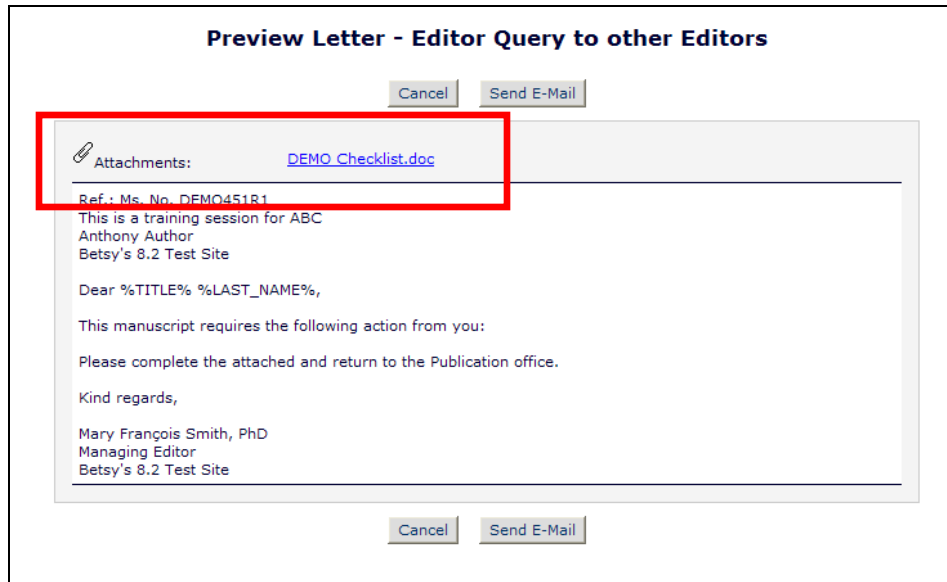 Preview Letter - Editor Query to other Editors
Cancel Send E-Mail
Attachments: DEMO Checklist.doc
Ref.: Ms. No. DEMO451R1
This is a training session for ABC
Anthony Author
Betsy's 8.2 Test Site
Dear %TITLE% %LAST_NAME%,
This manuscript requires the following action from you:
Please complete the attached and return to the Publication office.
Kind regards,
Mary François Smith, PhD
Managing Editor
Betsy's 8.2 Test Site
Cancel Send E-Mail